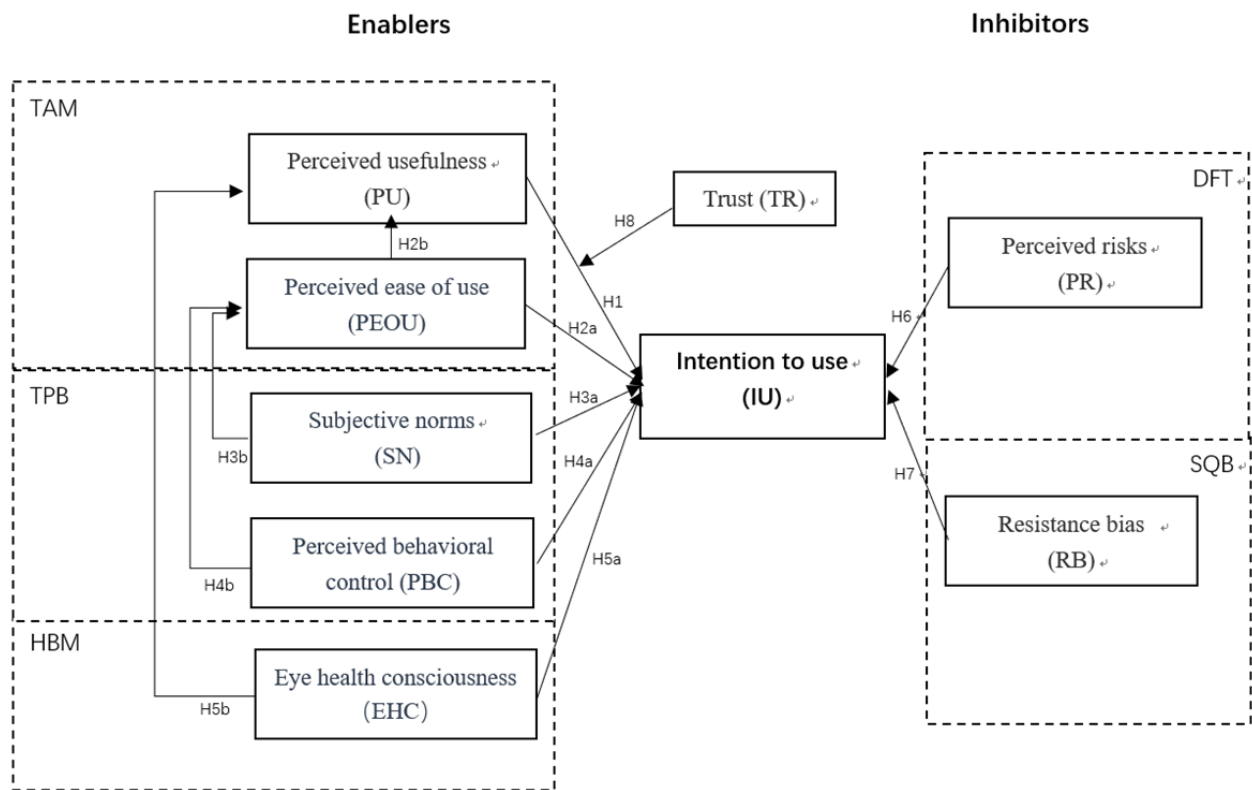 Enablers
Inhibitors
TAM
Perceived usefulness
(PU)
H2b
Perceived ease of use
(PEOU)
TPB
Subjective norms
(SN)
H3b
Perceived behavioral
control (PBC)
H4b
HBM
Eye health consciousness
(EHC)
H5b
Trust (TR)
H8
H1
H2a
H3a
H4a
H5a
Intention to use
(IU)
DFT
Perceived risks
(PR)
H6
SQB
H7
Resistance bias
(RB)